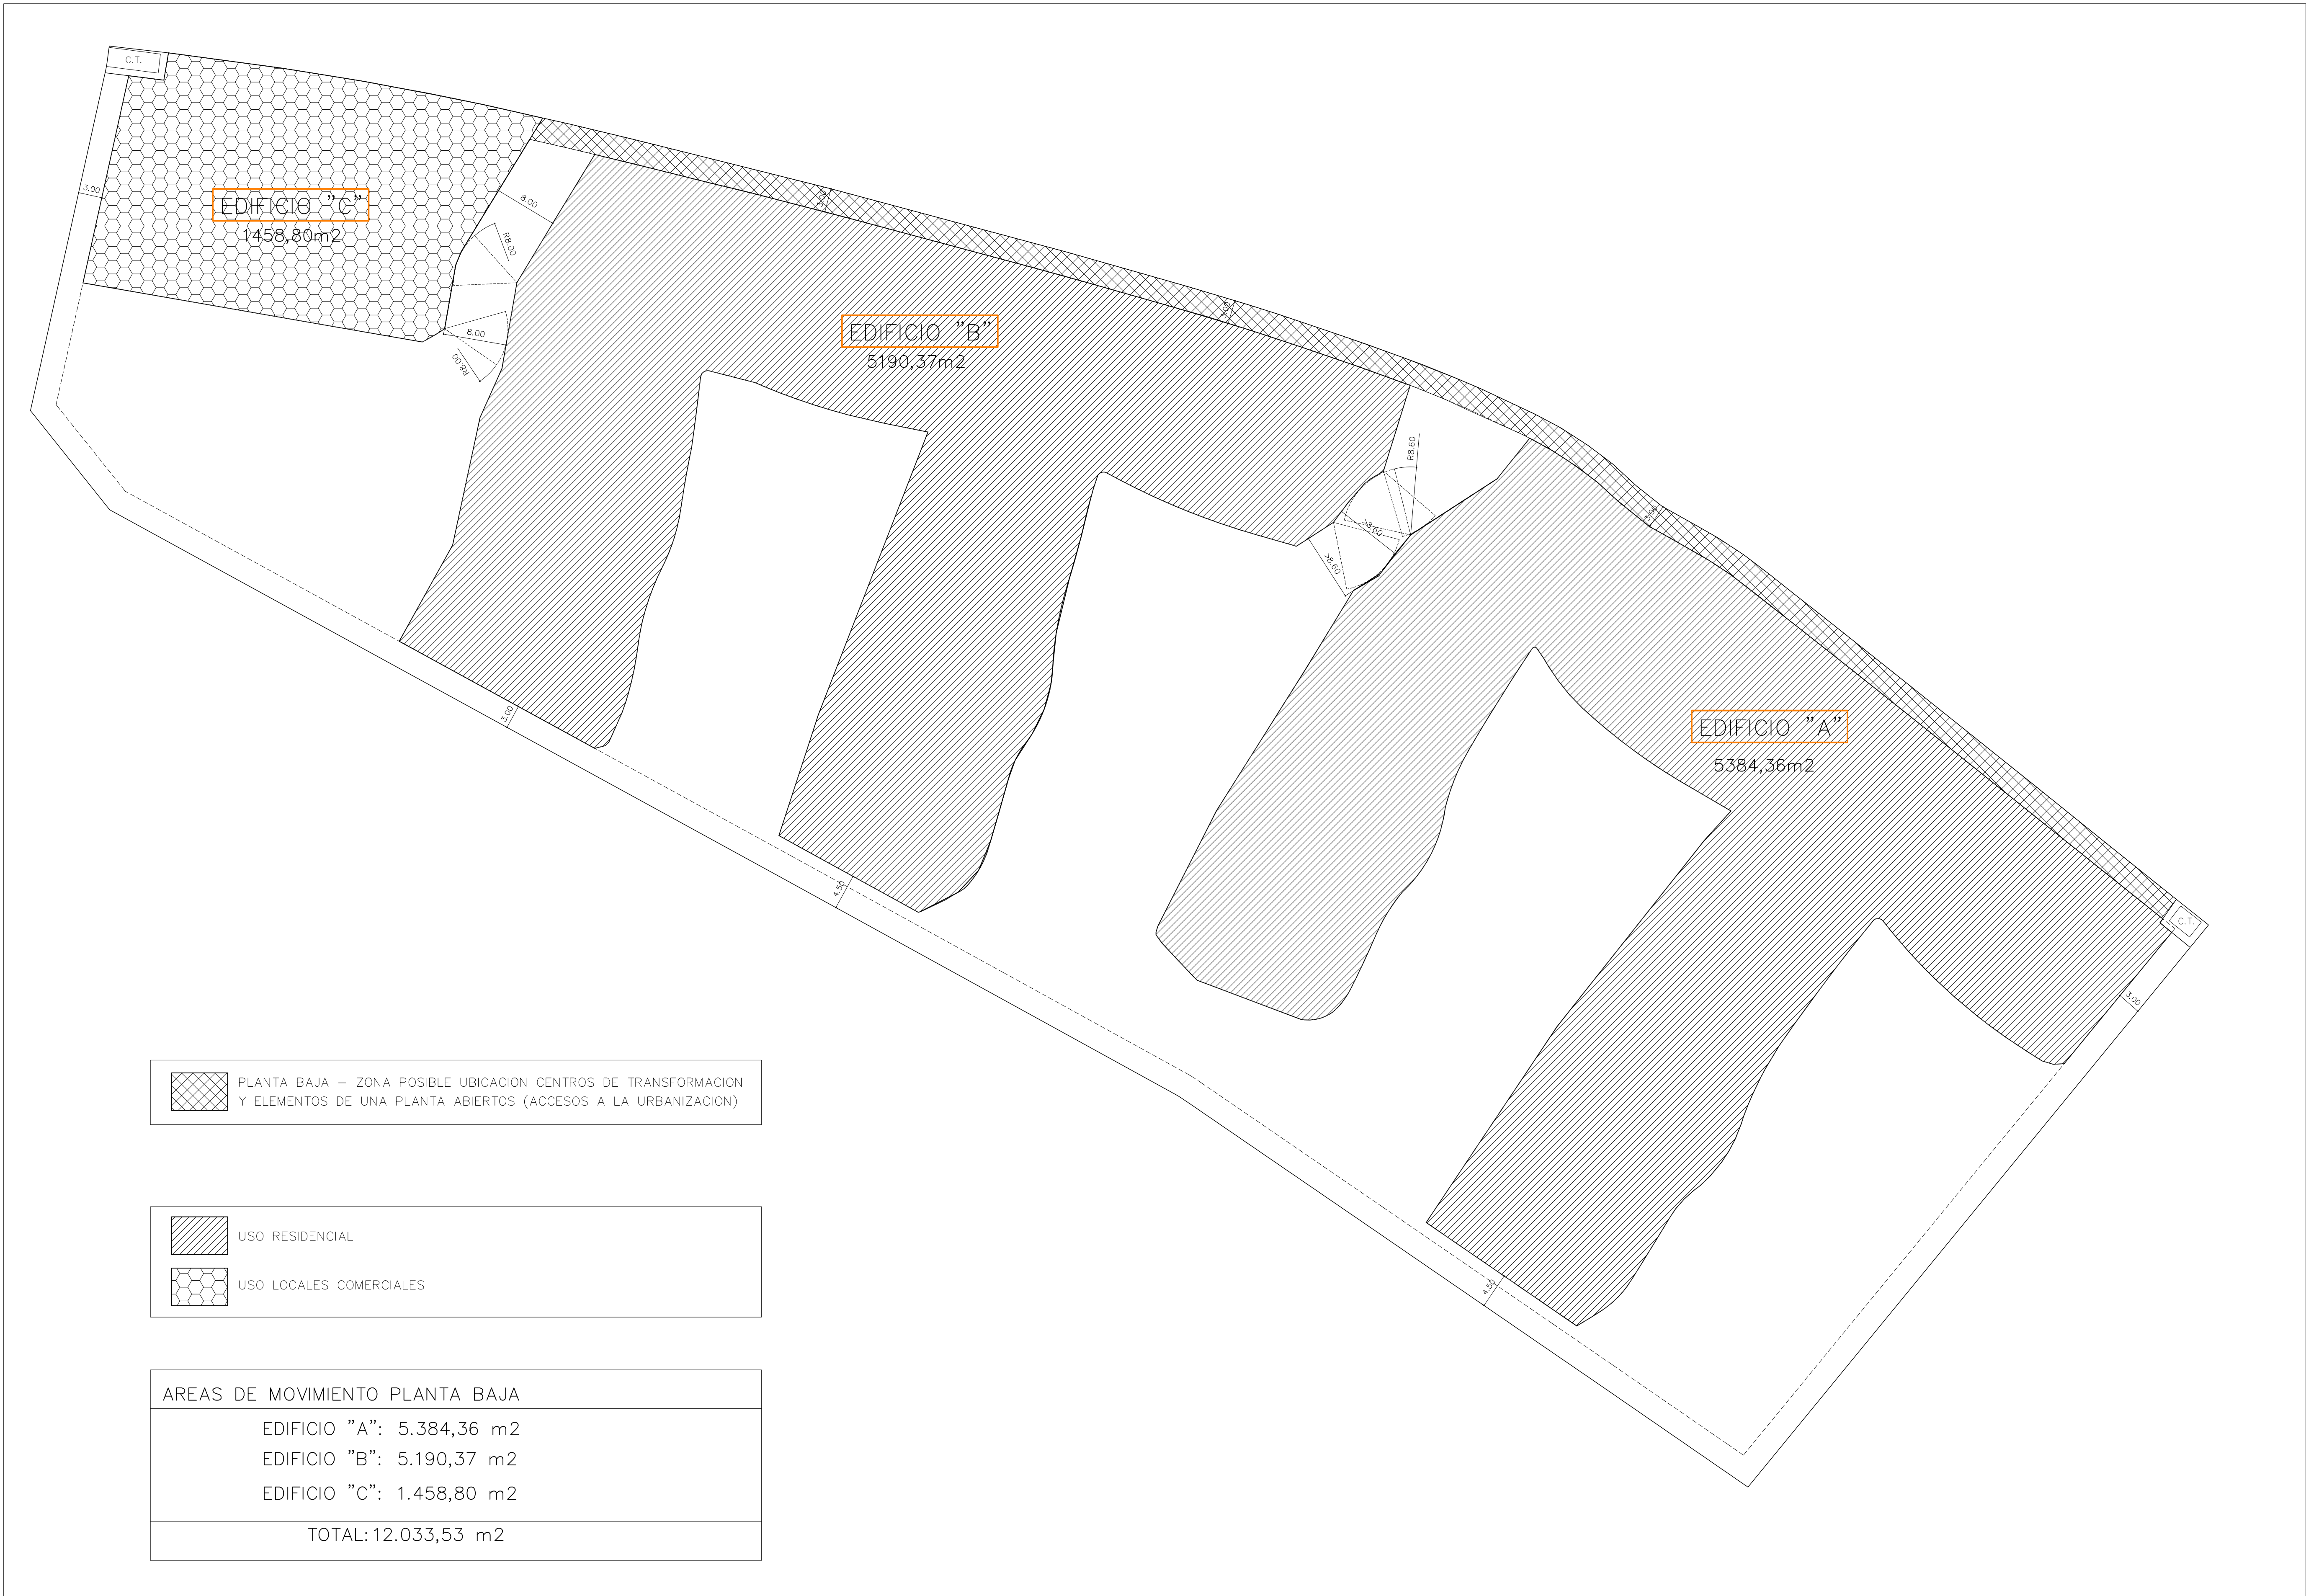 C.T.
3.00
EDIFICIO "C"
1458,80m2
8.00
R8.00
8.00
R8.00
3.00
EDIFICIO "B"
5190,37m2
3.00
R8.60
>8.60
>8.60
3.00
EDIFICIO "A"
5384,36m2
C.T.
3.00
3.00
4.50
4.50
PLANTA BAJA – ZONA POSIBLE UBICACION CENTROS DE TRANSFORMACION
Y ELEMENTOS DE UNA PLANTA ABIERTOS (ACCESOS A LA URBANIZACION)
USO RESIDENCIAL
USO LOCALES COMERCIALES
AREAS DE MOVIMIENTO PLANTA BAJA
EDIFICIO "A": 5.384,36 m2
EDIFICIO "B": 5.190,37 m2
EDIFICIO "C": 1.458,80 m2
TOTAL: 12.033,53 m2